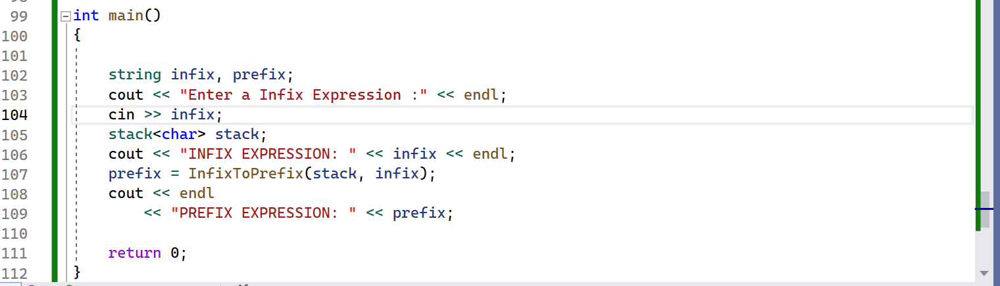 99 int main()
100 {
101
102 string infix, prefix;
103 cout << "Enter a Infix Expression :" << endl;
104 cin >> infix;
105 stack<char> stack;
106 cout << "INFIX EXPRESSION: " << infix << endl;
107 prefix = InfixToPrefix(stack, infix);
108 cout << endl
109 << "PREFIX EXPRESSION: " << prefix;
110
111 return 0;
112 }